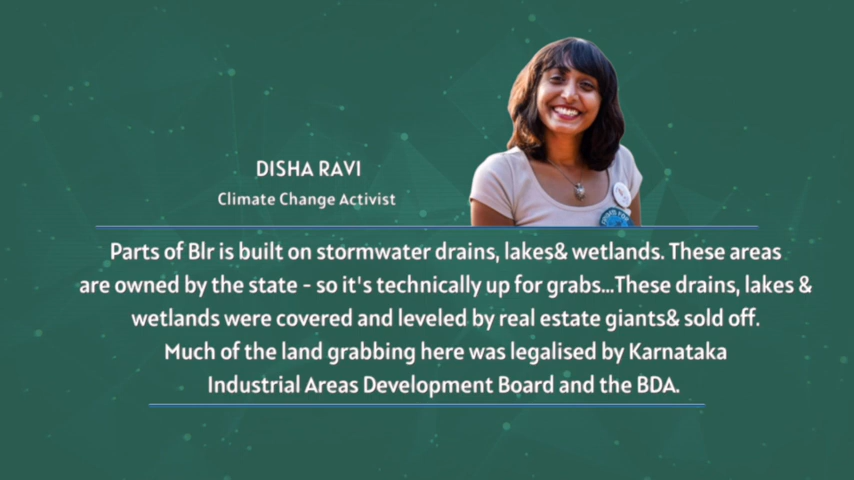 DISHA RAVI
Climate Change Activist
Parts of Blr is built on stormwater drains, lakes& wetlands. These areas
are owned by the state - so it's technically up for grabs...These drains, lakes &
wetlands were covered and leveled by real estate giants& sold off.
Much of the land grabbing here was legalised by Karnataka
Industrial Areas Development Board and the BDA.